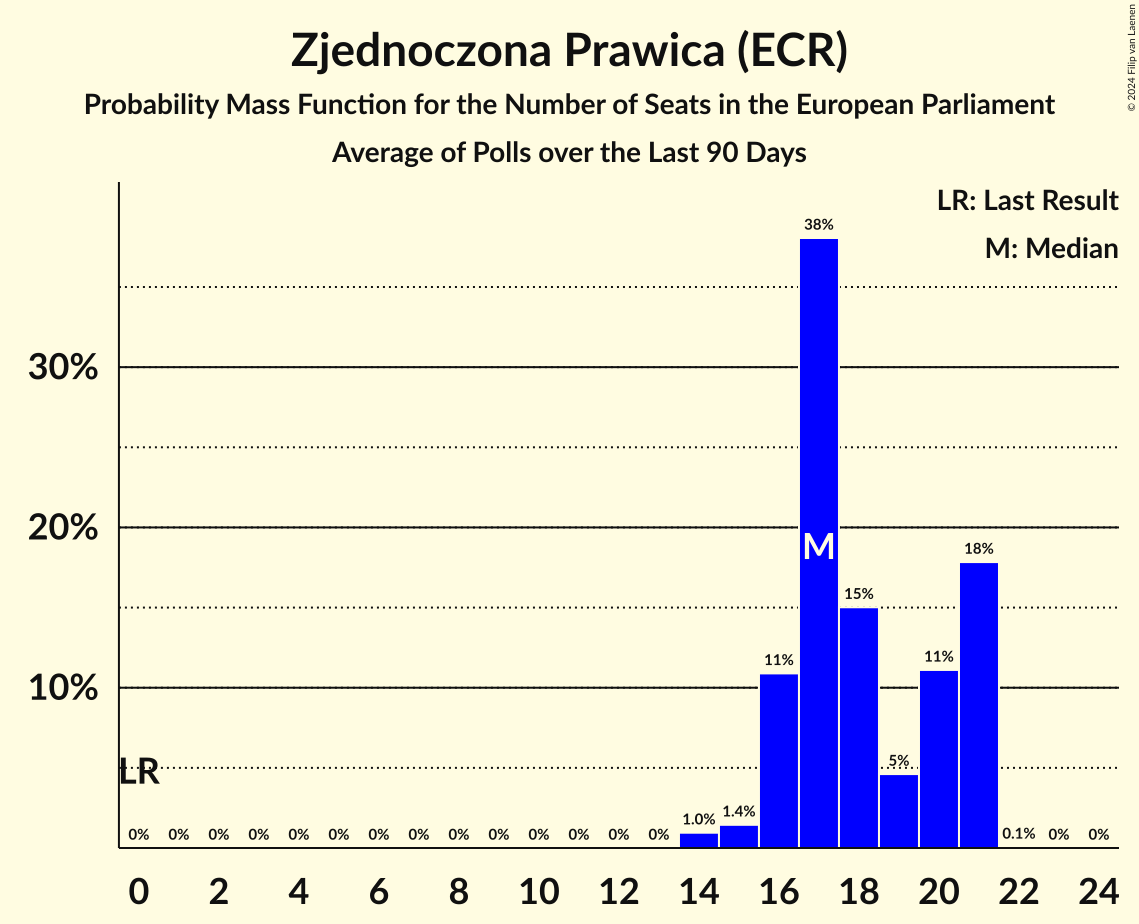 Zjednoczona Prawica (ECR)
Probability Mass Function for the Number of Seats in the European Parliament
Average of Polls over the Last 90 Days
© 2024 Filip van Laenen
LR: Last Result
M: Median
38%
30%
20%
M
18%
15%
11%
11%
10%
LR
5%
1.0%
1.4%
0% 0% 0% 0% 0% 0% 0% 0% 0% 0% 0% 0% 0% 0% 0.1% 0% 0%
0 2 4 6 8 10 12 14 16 18 20 22 24